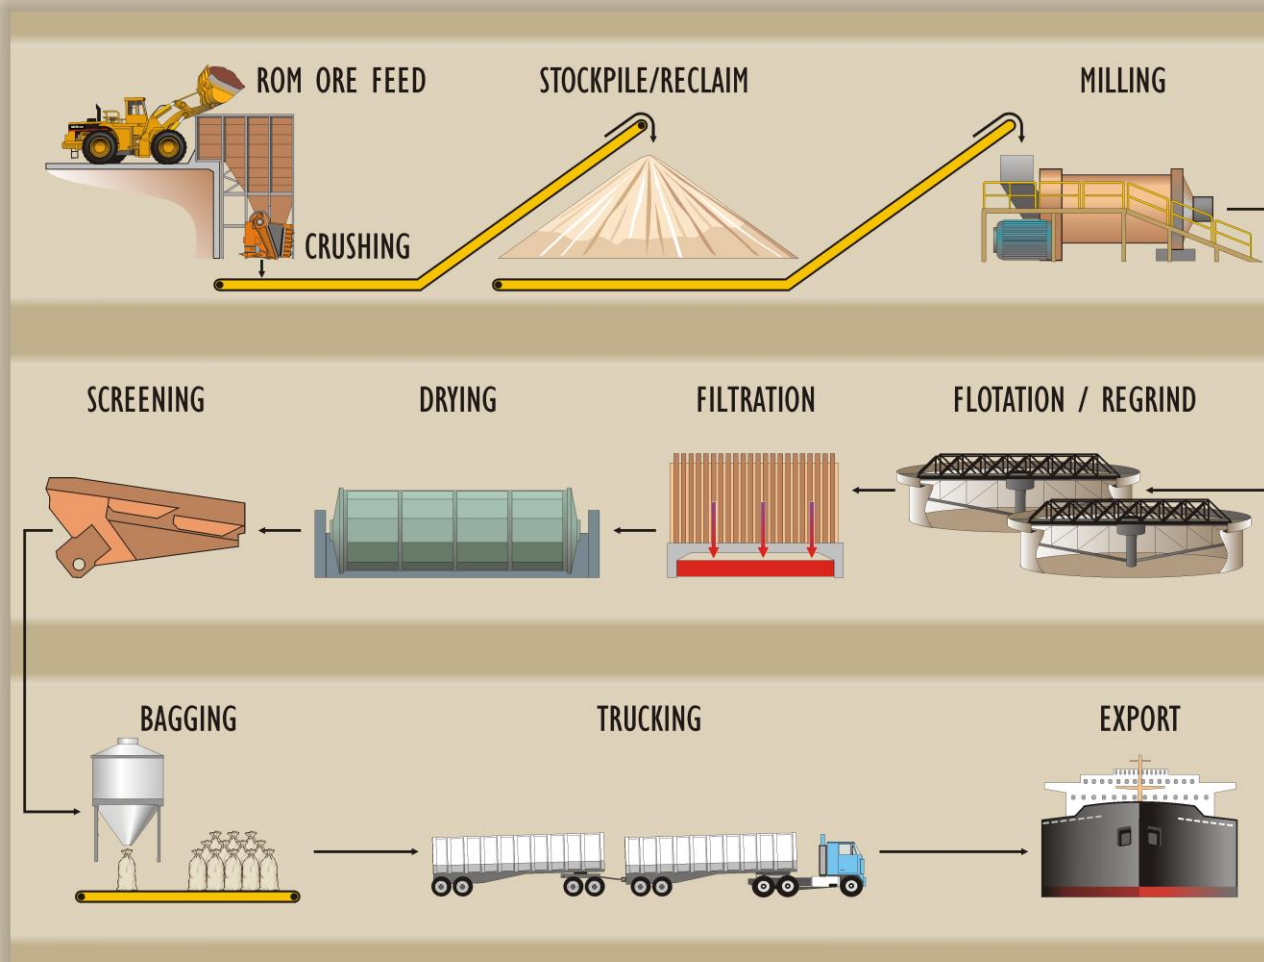 ROM ORE FEED
STOCKPILE/RECLAIM
MILLING
CRUSHING
SCREENING
DRYING
FILTRATION
FLOTATION / REGRIND
BAGGING
TRUCKING
EXPORT